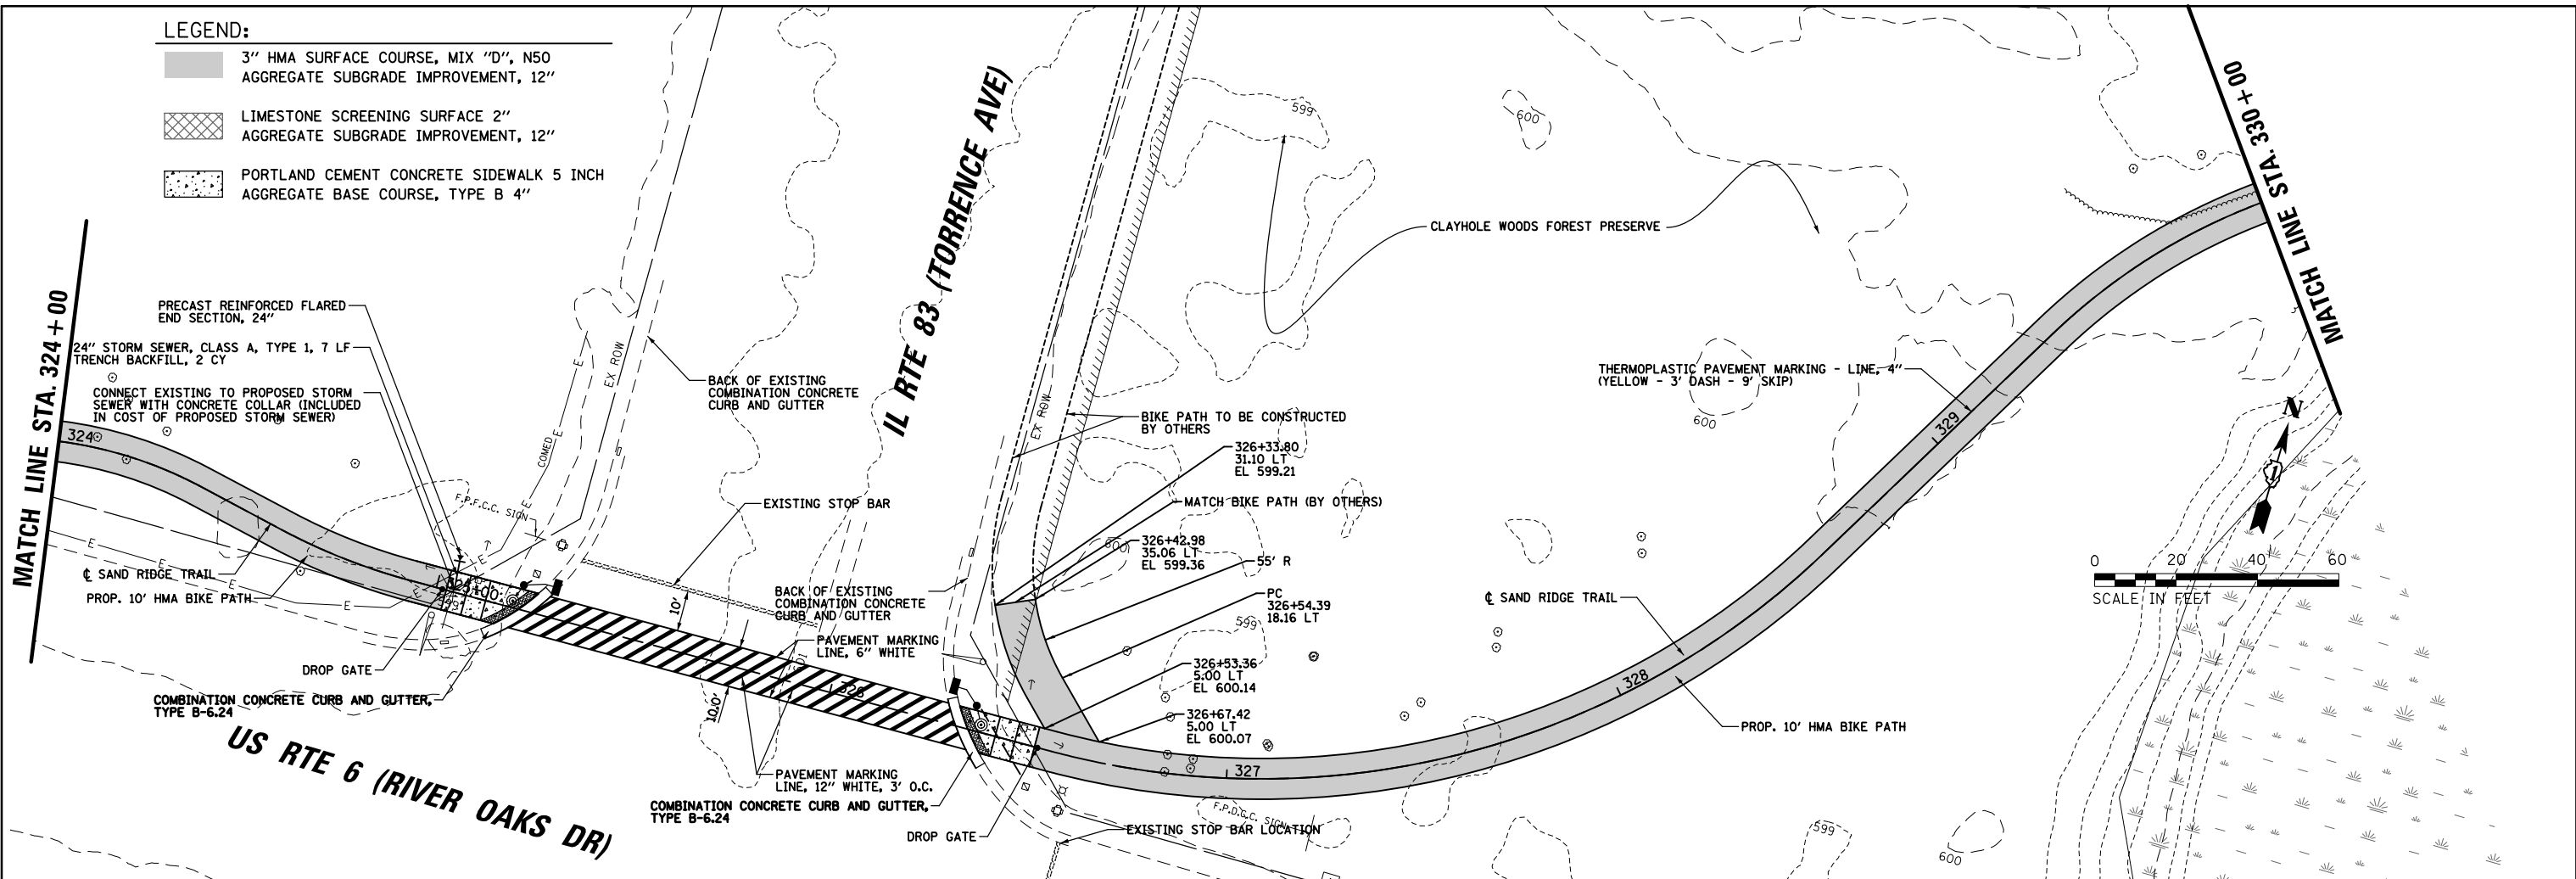 LEGEND:
3" HMA SURFACE COURSE, MIX "D", N50
AGGREGATE SUBGRADE IMPROVEMENT, 12"
LIMESTONE SCREENING SURFACE 2"
AGGREGATE SUBGRADE IMPROVEMENT, 12"
PORTLAND CEMENT CONCRETE SIDEWALK 5 INCH
AGGREGATE BASE COURSE, TYPE B 4"
MATCH LINE STA. 324+00
PRECAST REINFORCED FLARED
END SECTION, 24"
24" STORM SEWER, CLASS A, TYPE 1, 7 LF
TRENCH BACKFILL, 2 CY
CONNECT EXISTING TO PROPOSED STORM
SEWER WITH CONCRETE COLLAR (INCLUDED
IN COST OF PROPOSED STORM SEWER)
324
℄ SAND RIDGE TRAIL
PROP. 10' HMA BIKE PATH
E
E
E
E
E
E
E
E
E
COMED
F.P.F.C.C. SIGN
EX ROW
DROP GATE
COMBINATION CONCRETE CURB AND GUTTER,
TYPE B-6.24
US RTE 6 (RIVER OAKS DR)
BACK OF EXISTING
COMBINATION CONCRETE
CURB AND GUTTER
IL RTE 83 (TORRENCE AVE)
EXISTING STOP BAR
10'
10.0'
BACK OF EXISTING
COMBINATION CONCRETE
CURB AND GUTTER
PAVEMENT MARKING
LINE, 6" WHITE
326
PAVEMENT MARKING
LINE, 12" WHITE, 3' O.C.
COMBINATION CONCRETE CURB AND GUTTER,
TYPE B-6.24
DROP GATE
EX ROW
BIKE PATH TO BE CONSTRUCTED
BY OTHERS
326+33.80
31.10 LT
EL 599.21
MATCH BIKE PATH (BY OTHERS)
326+42.98
35.06 LT
EL 599.36
55' R
PC
326+54.39
18.16 LT
326+53.36
5.00 LT
EL 600.14
326+67.42
5.00 LT
EL 600.07
327
F.P.D.C.C. SIGN
EXISTING STOP BAR LOCATION
599
600
599
600
600
599
600
CLAYHOLE WOODS FOREST PRESERVE
THERMOPLASTIC PAVEMENT MARKING - LINE, 4"
(YELLOW - 3' DASH - 9' SKIP)
329
℄ SAND RIDGE TRAIL
328
PROP. 10' HMA BIKE PATH
MATCH LINE STA. 330+00
N
1
0 20 40 60
SCALE IN FEET